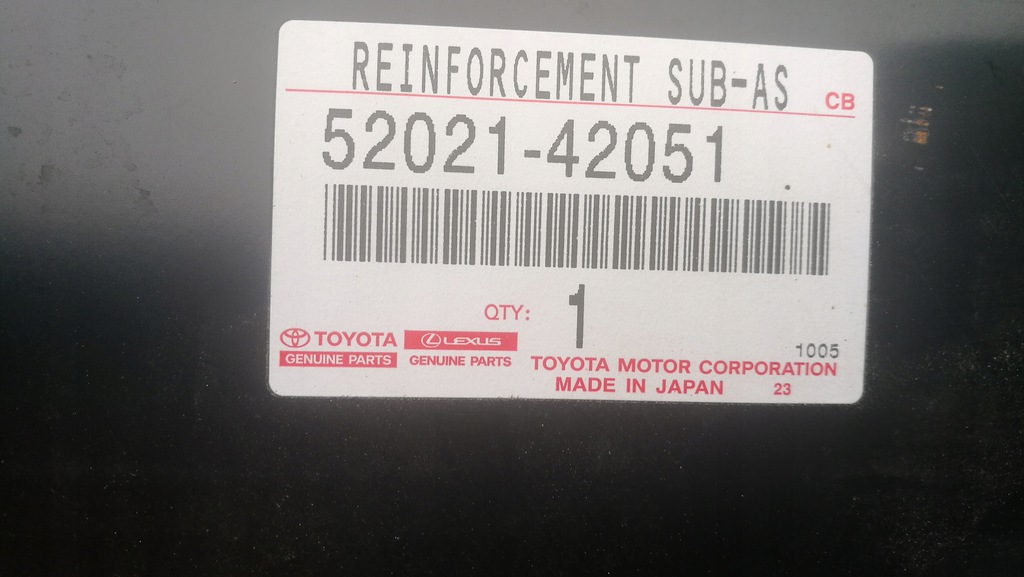 REINFORCEMENT SUB-AS
CB
52021-42051
QTY: 1
TOYOTA
GENUINE PARTS
LEXUS
GENUINE PARTS
1005
TOYOTA MOTOR CORPORATION
MADE IN JAPAN 23